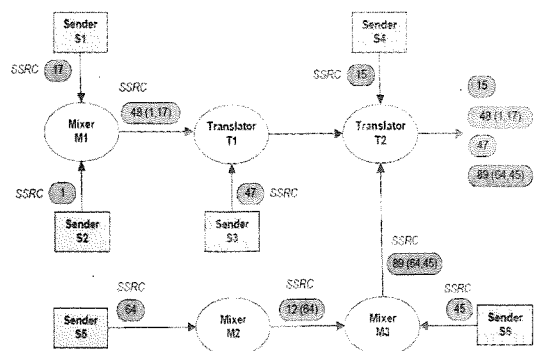 Sender
S1
Sender
S4
SSRC 17
SSRC
SSRC 15
15
48 (1,17)
48 (1,17)
Mixer
M1
Translator
T1
Translator
T2
47
89 (64,45)
SSRC 1
47 SSRC
Sender
S2
Sender
S3
SSRC
89 (64,45)
SSRC
SSRC
SSRC
64
12 (64)
45
Sender
S5
Mixer
M2
Mixer
M3
Sender
S6